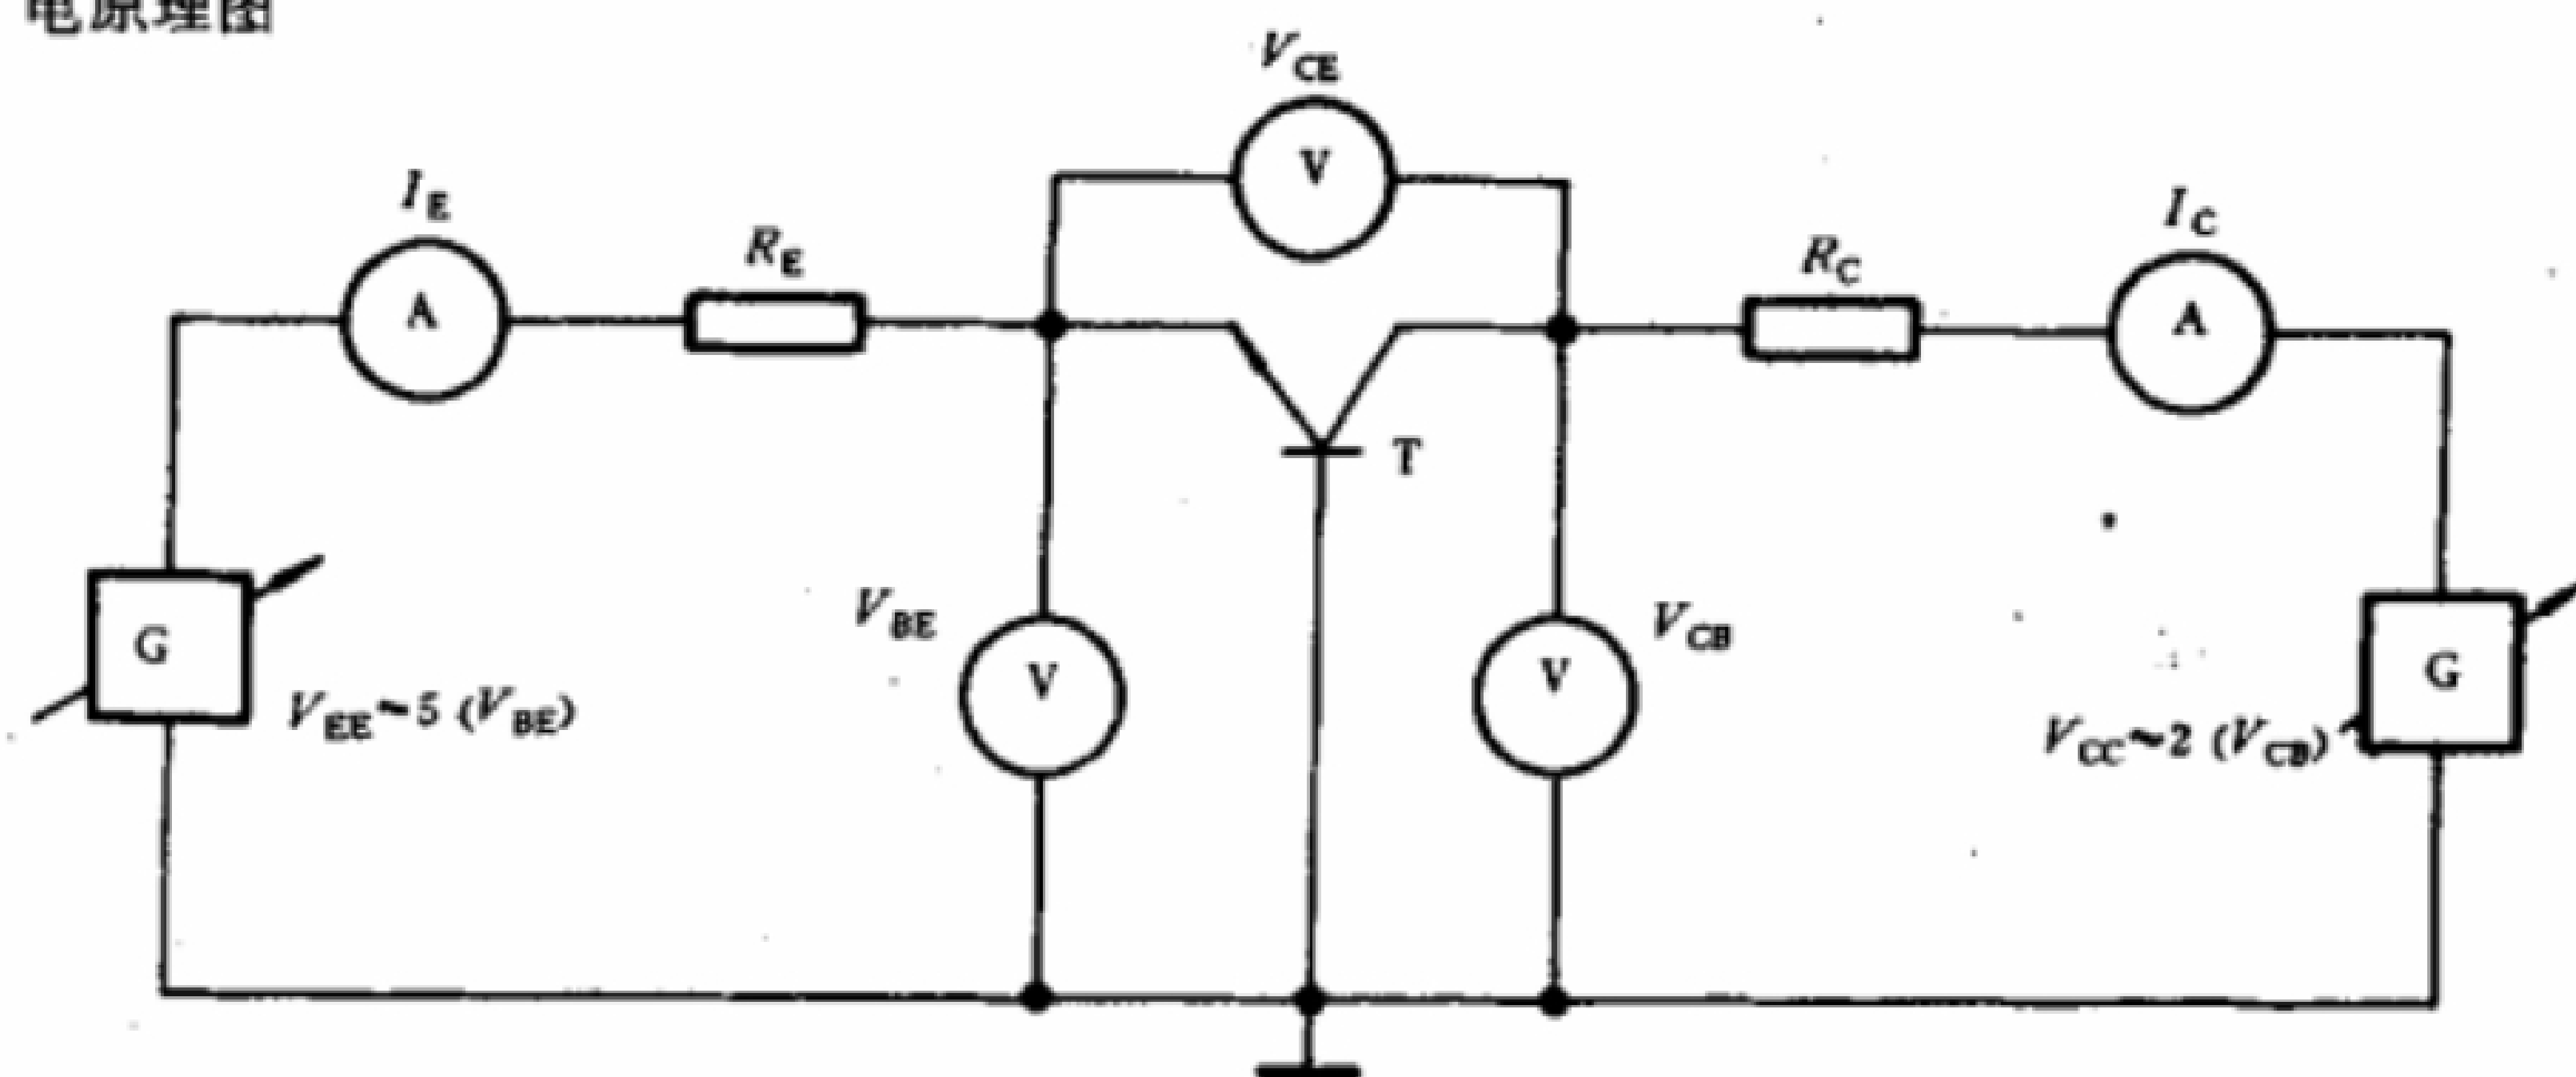 电原理图
V_CE
I_E
R_E
V
R_C
I_C
A
A
T
V_BE
V_CB
G
V
V
G
V_EE~5 (V_BE)
V_CC~2 (V_CB)